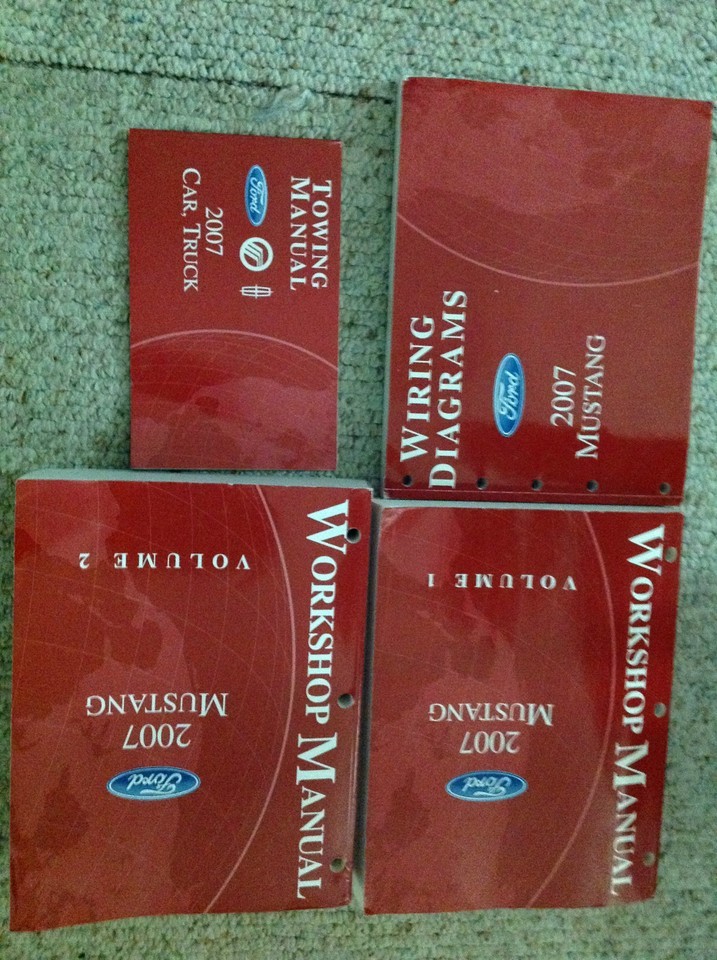 TOWING
MANUAL
Ford
2007
CAR, TRUCK
WIRING
DIAGRAMS
Ford
2007
MUSTANG
WORKSHOP MANUAL
VOLUME 2
2007
MUSTANG
Ford
WORKSHOP MANUAL
VOLUME 1
2007
MUSTANG
Ford